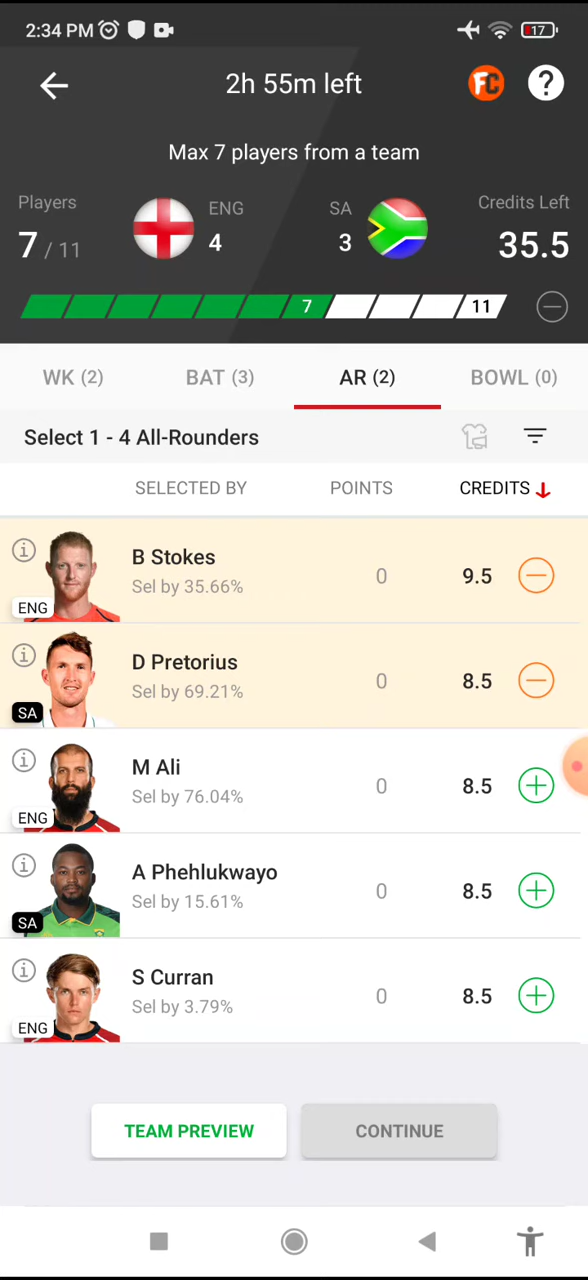 2:34 PM
17
2h 55m left
FC
?
Max 7 players from a team
Players
ENG
SA
Credits Left
7 / 11
4
3
35.5
7
11
WK (2)
BAT (3)
AR (2)
BOWL (0)
Select 1 - 4 All-Rounders
SELECTED BY
POINTS
CREDITS
B Stokes
Sel by 35.66%
0
9.5
ENG
D Pretorius
Sel by 69.21%
0
8.5
SA
M Ali
Sel by 76.04%
0
8.5
ENG
A Phehlukwayo
Sel by 15.61%
0
8.5
SA
S Curran
Sel by 3.79%
0
8.5
ENG
TEAM PREVIEW
CONTINUE